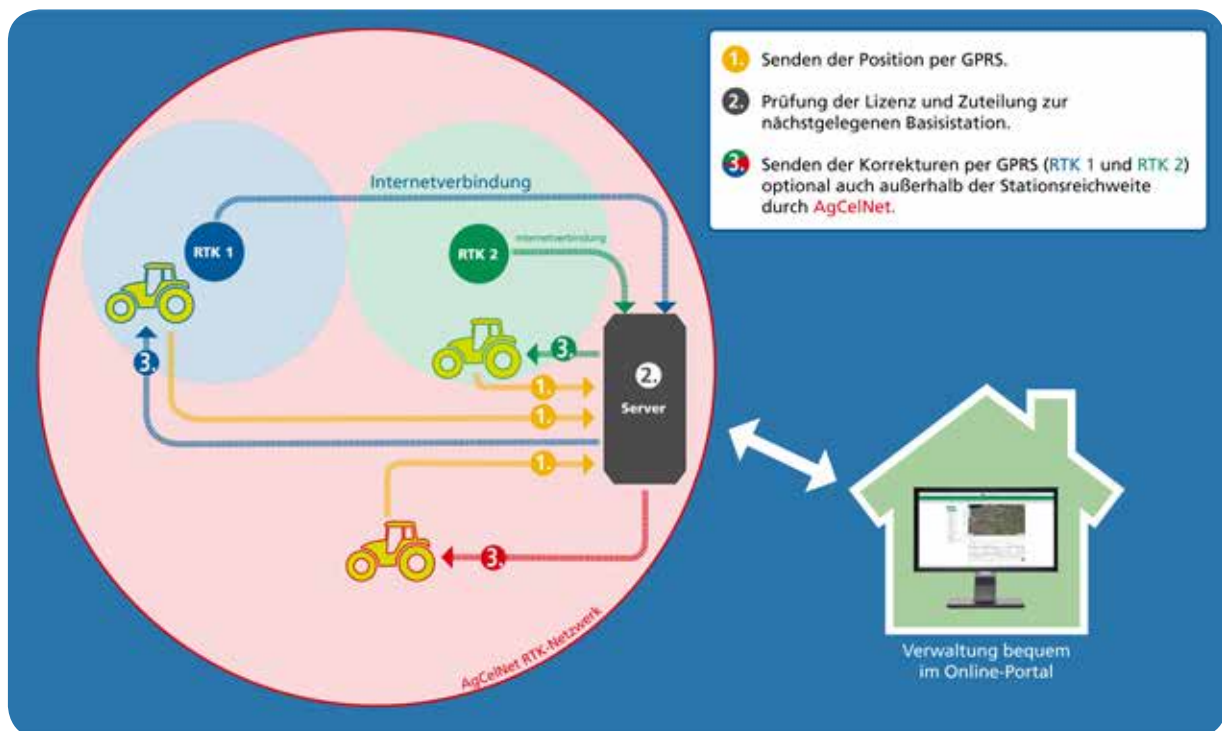 1. Senden der Position per GPRS.
2. Prüfung der Lizenz und Zuteilung zur
nächstgelegenen Basisistation.
3. Senden der Korrekturen per GPRS (RTK 1 und RTK 2)
optional auch außerhalb der Stationsreichweite
durch AgCelNet.
Internetverbindung
RTK 1
Internetverbindung
RTK 2
3.
3.
1.
2.
Server
1.
1.
3.
AgCelNet RTK-Netzwerk
Verwaltung bequem
im Online-Portal